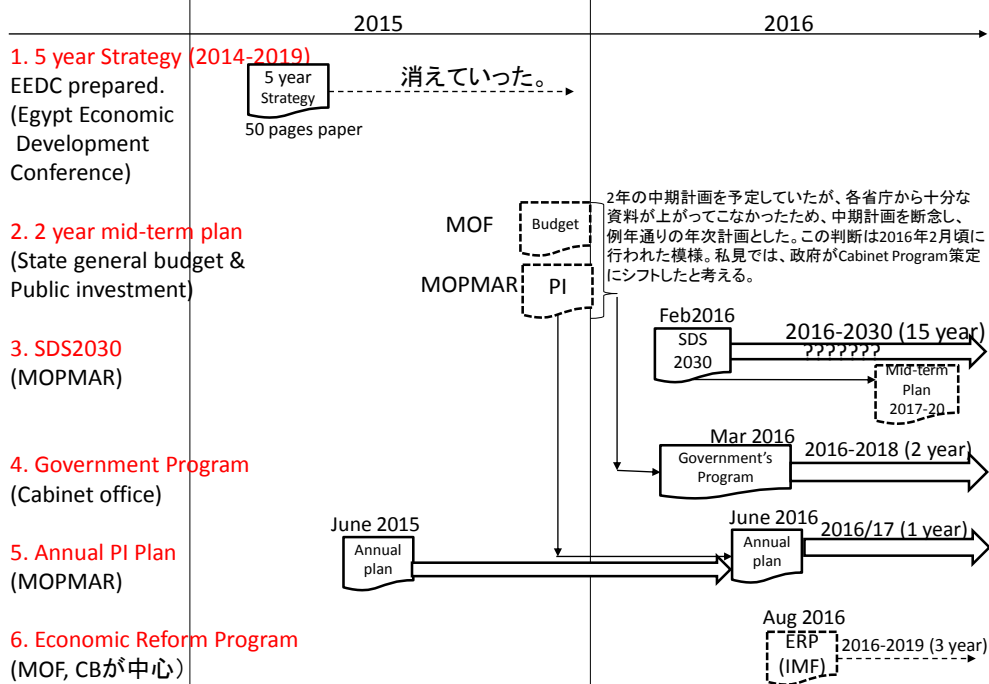 2015
2016
1. 5 year Strategy (2014-2019)
EEDC prepared.
(Egypt Economic
Development
Conference)
5 year
Strategy
消えていった。
50 pages paper
2. 2 year mid-term plan
(State general budget &
Public investment)
MOF
Budget
MOPMAR
PI
2年の中期計画を予定していたが、各省庁から十分な
資料が上がってこなかったため、中期計画を断念し、
例年通りの年次計画とした。この判断は2016年2月頃に
行われた模様。私見では、政府がCabinet Program策定
にシフトしたと考える。
3. SDS2030
(MOPMAR)
Feb2016
SDS
2030
2016-2030 (15 year)
???????
Mid-term
Plan
2017-20
4. Government Program
(Cabinet office)
Mar 2016
Government's
Program
2016-2018 (2 year)
5. Annual PI Plan
(MOPMAR)
June 2015
Annual
plan
June 2016
Annual
plan
2016/17 (1 year)
6. Economic Reform Program
(MOF, CBが中心）
Aug 2016
ERP
(IMF)
2016-2019 (3 year)